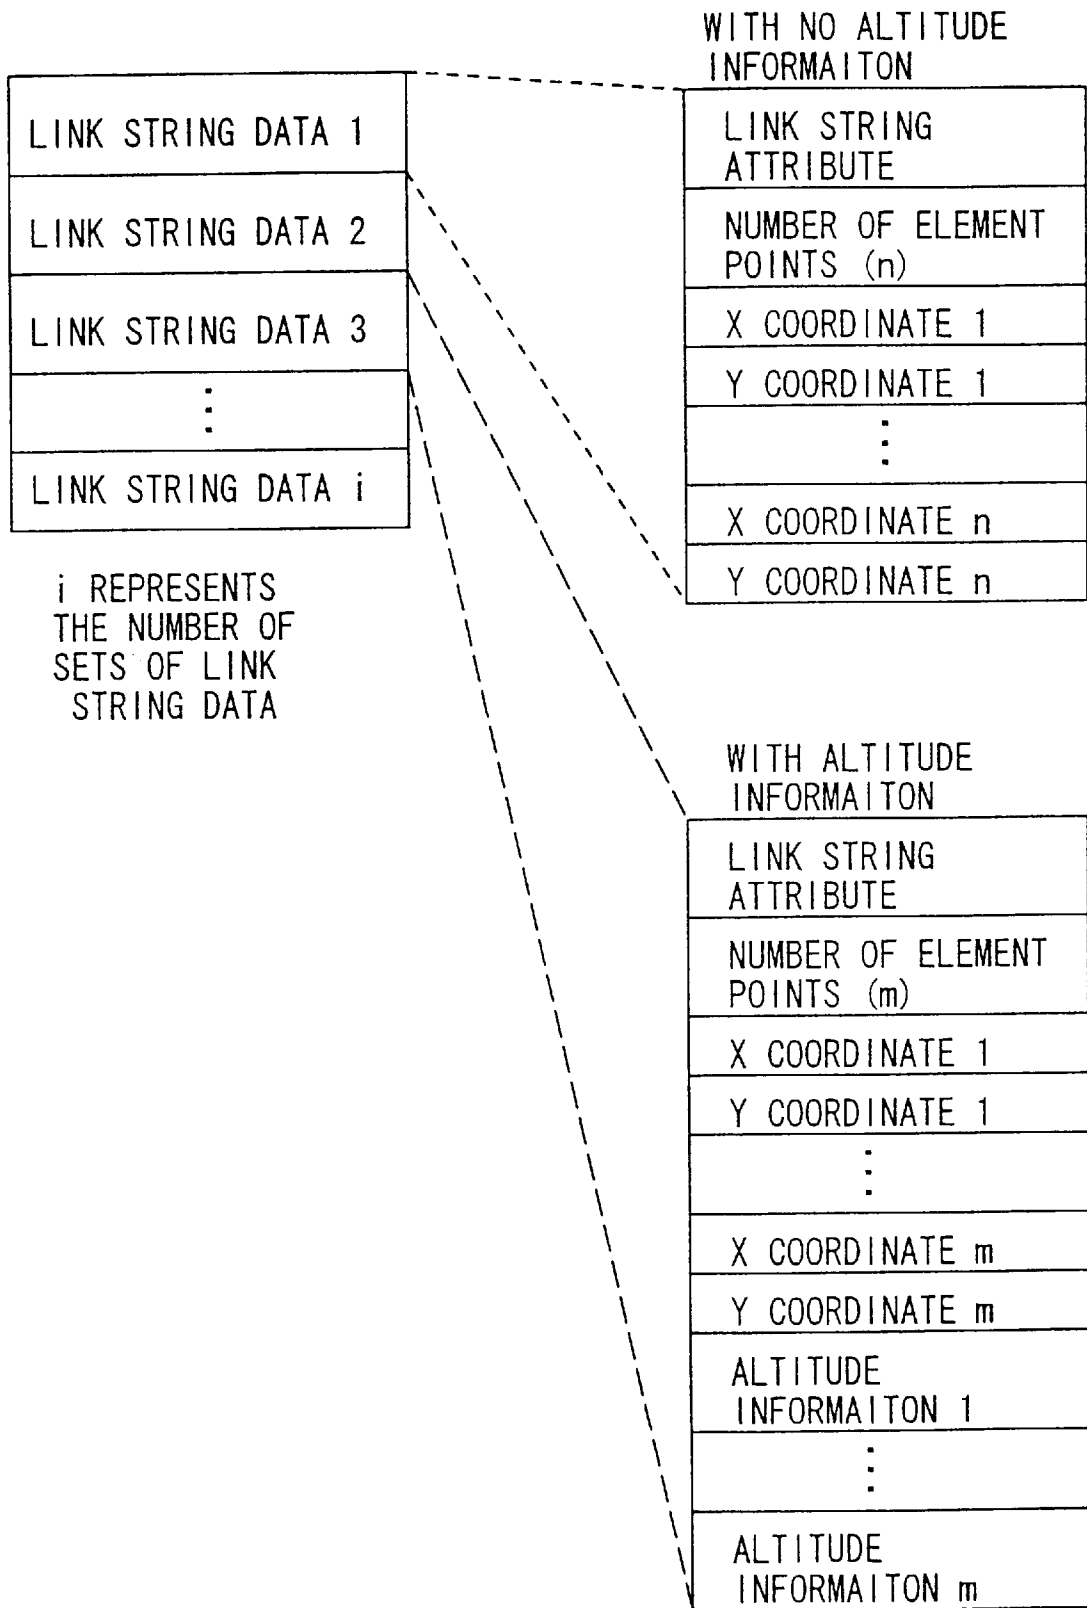 LINK STRING DATA 1
LINK STRING DATA 2
LINK STRING DATA 3
LINK STRING DATA i
i REPRESENTS
THE NUMBER OF
SETS OF LINK
STRING DATA
WITH NO ALTITUDE
INFORMAITON
LINK STRING
ATTRIBUTE
NUMBER OF ELEMENT
POINTS (n)
X COORDINATE 1
Y COORDINATE 1
X COORDINATE n
Y COORDINATE n
WITH ALTITUDE
INFORMAITON
LINK STRING
ATTRIBUTE
NUMBER OF ELEMENT
POINTS (m)
X COORDINATE 1
Y COORDINATE 1
X COORDINATE m
Y COORDINATE m
ALTITUDE
INFORMAITON 1
ALTITUDE
INFORMAITON m